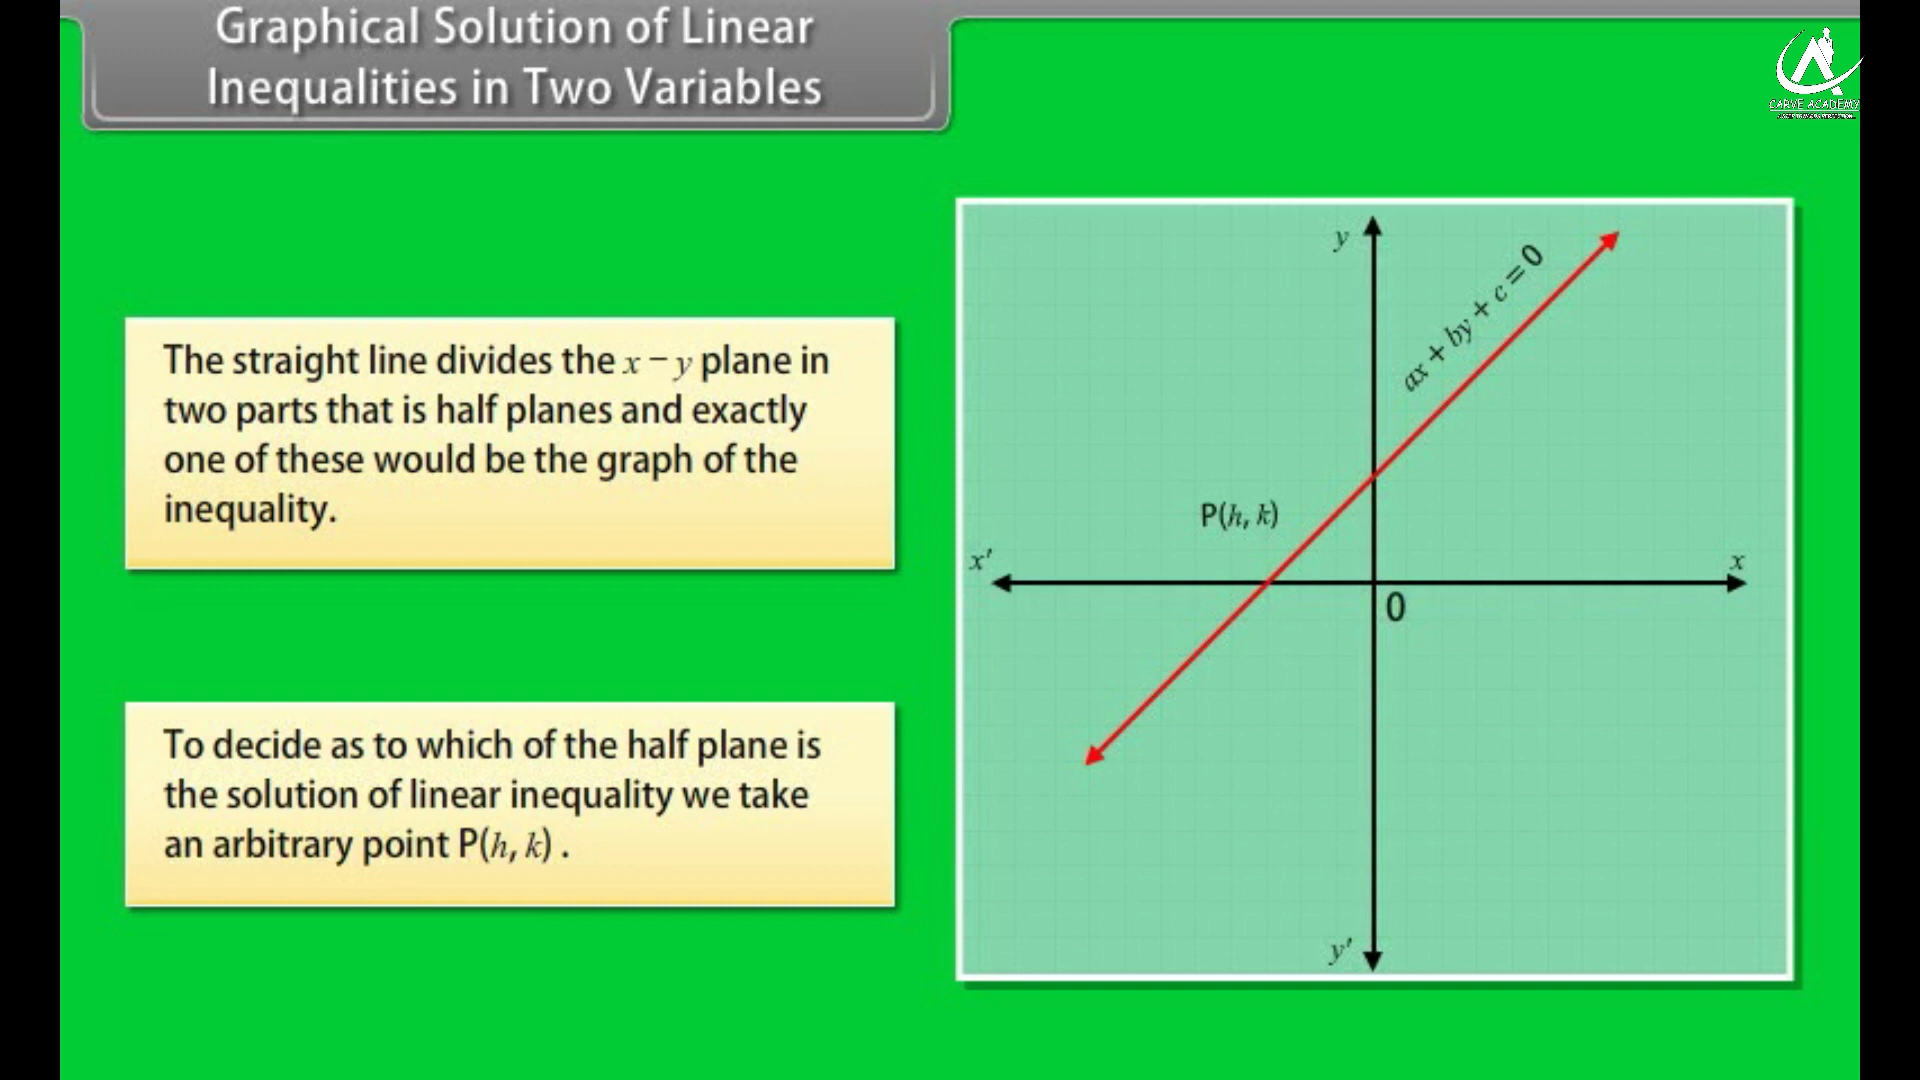 Graphical Solution of Linear
Inequalities in Two Variables
CARVE ACADEMY
The straight line divides the x – y plane in
two parts that is half planes and exactly
one of these would be the graph of the
inequality.
To decide as to which of the half plane is
the solution of linear inequality we take
an arbitrary point P(h, k) .
y
ax + by + c = 0
P(h, k)
x'
x
0
y'